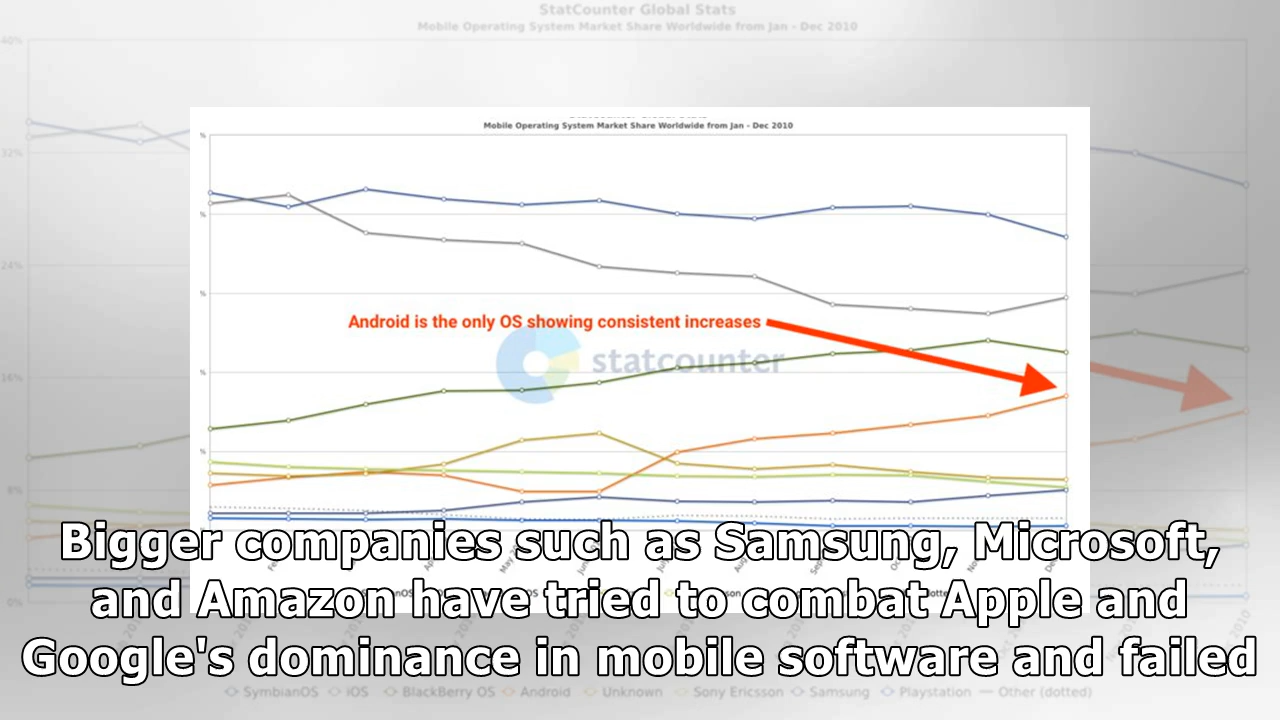 StatCounter Global Stats
Mobile Operating System Market Share Worldwide from Jan - Dec 2010
40%
32%
24%
16%
8%
0%
Mobile Operating System Market Share Worldwide from Jan - Dec 2010
%
%
%
%
%
Android is the only OS showing consistent increases
statcounter
Bigger companies such as Samsung, Microsoft,
and Amazon have tried to combat Apple and
Google's dominance in mobile software and failed
SymbianOS iOS BlackBerry OS Android Unknown Sony Ericsson Samsung Playstation Other (dotted)